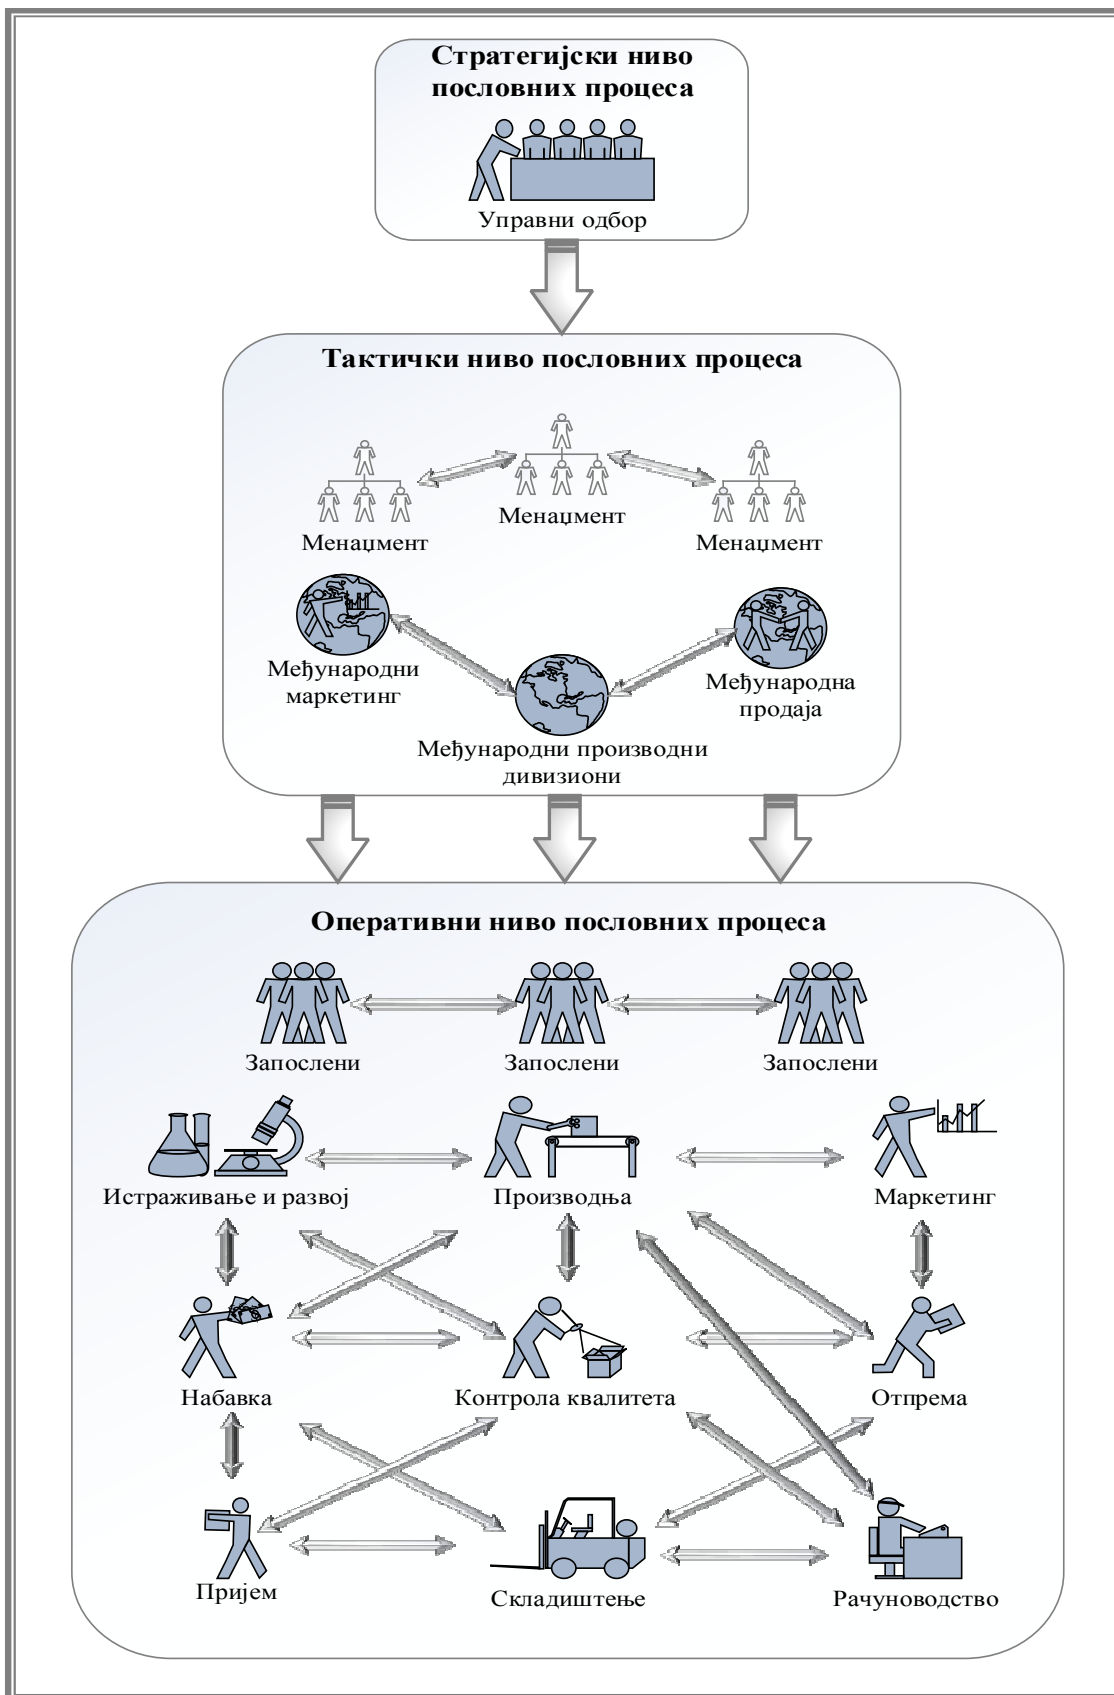 Стратегијски ниво
пословних процеса
Управни одбор
Тактички ниво пословних процеса
Менаџмент
Менаџмент
Менаџмент
Међународни
маркетинг
Међународна
продаја
Међународни производни
дивизиони
Оперативни ниво пословних процеса
Запослени
Запослени
Запослени
Истраживање и развој
Производња
Маркетинг
Набавка
Контрола квалитета
Отпрема
Пријем
Складиштење
Рачуноводство